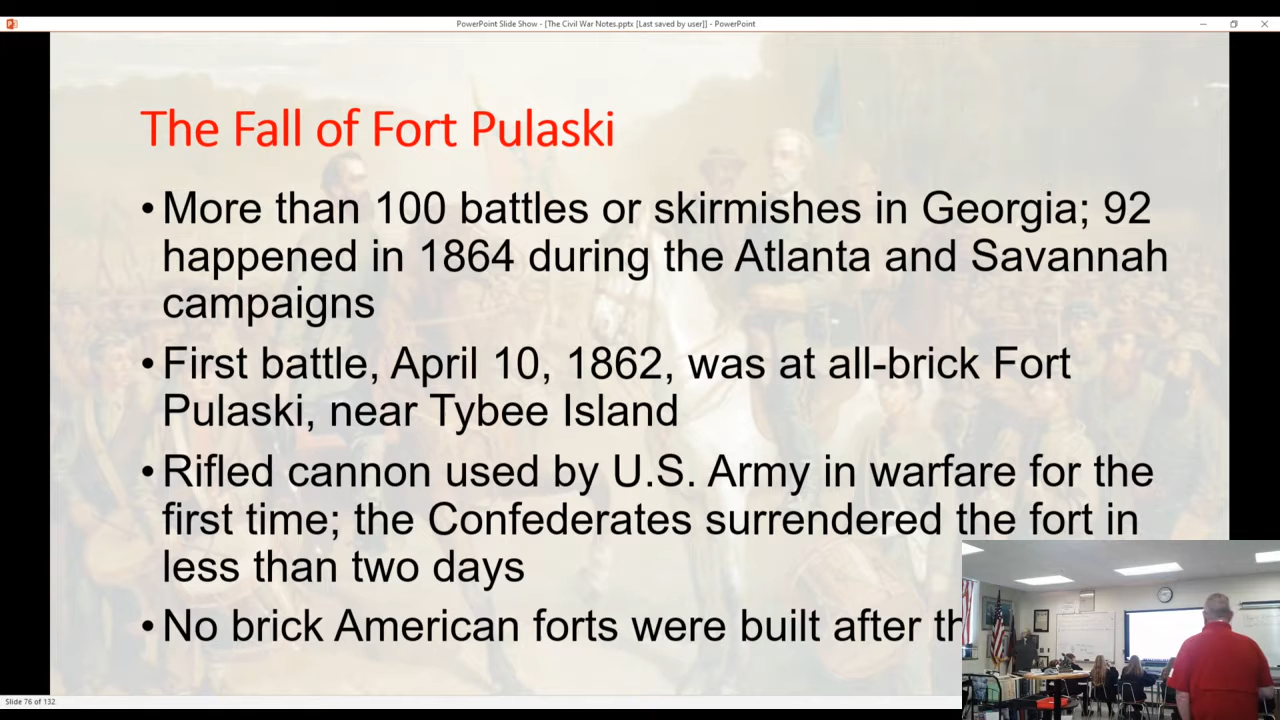 PowerPoint Slide Show - [The Civil War Notes.pptx [Last saved by user]] - PowerPoint
The Fall of Fort Pulaski
•More than 100 battles or skirmishes in Georgia; 92
happened in 1864 during the Atlanta and Savannah
campaigns
•First battle, April 10, 1862, was at all-brick Fort
Pulaski, near Tybee Island
•Rifled cannon used by U.S. Army in warfare for the
first time; the Confederates surrendered the fort in
less than two days
•No brick American forts were built after
Slide 76 of 132